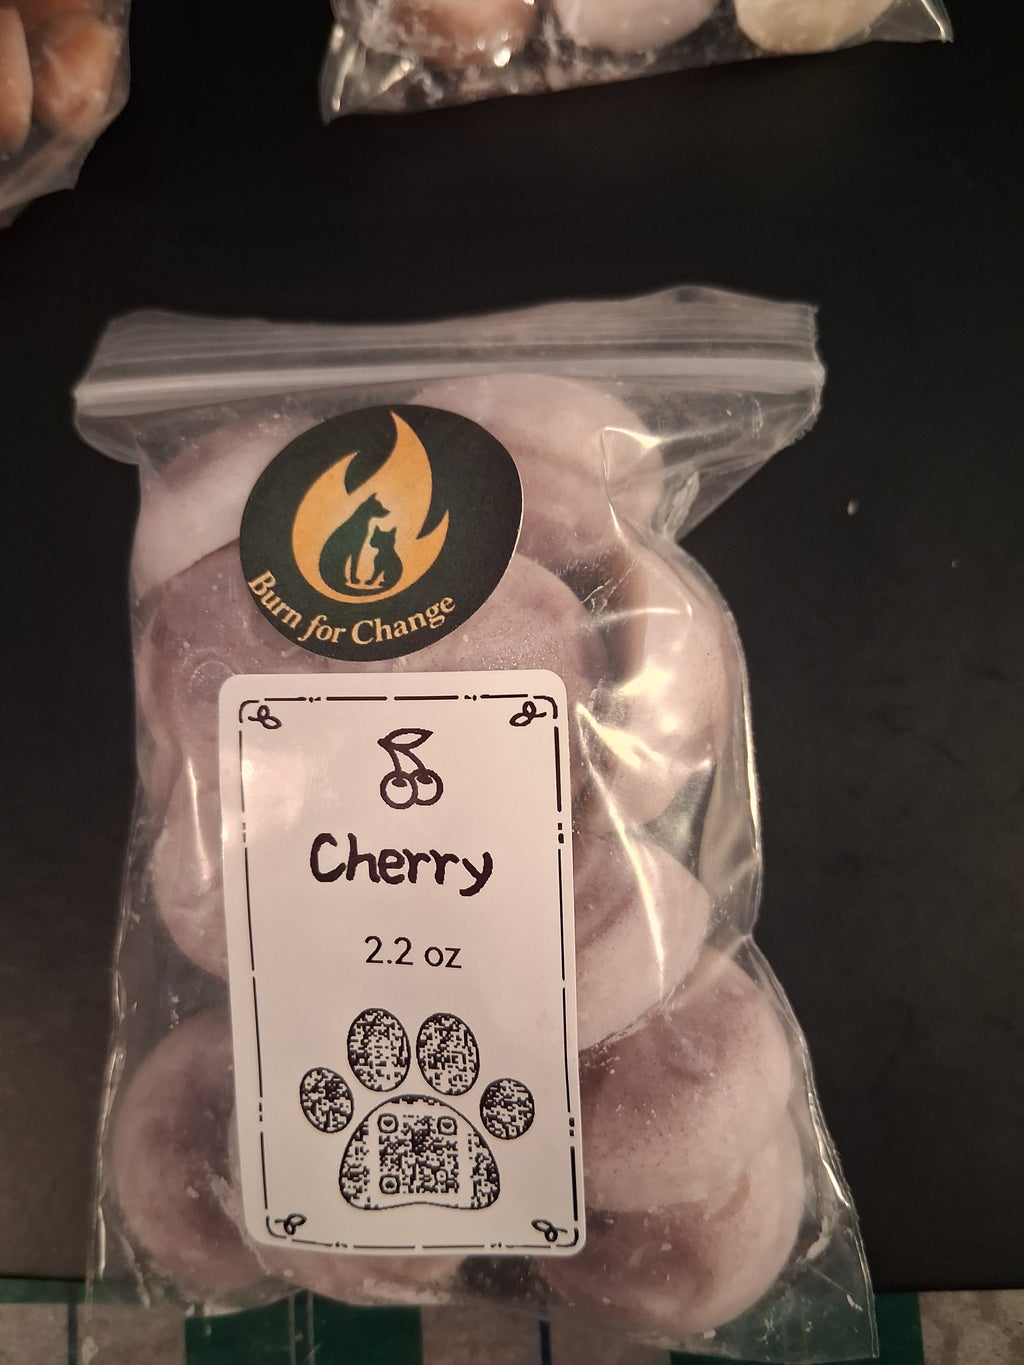 Burn for Change
Cherry
2.2 oz